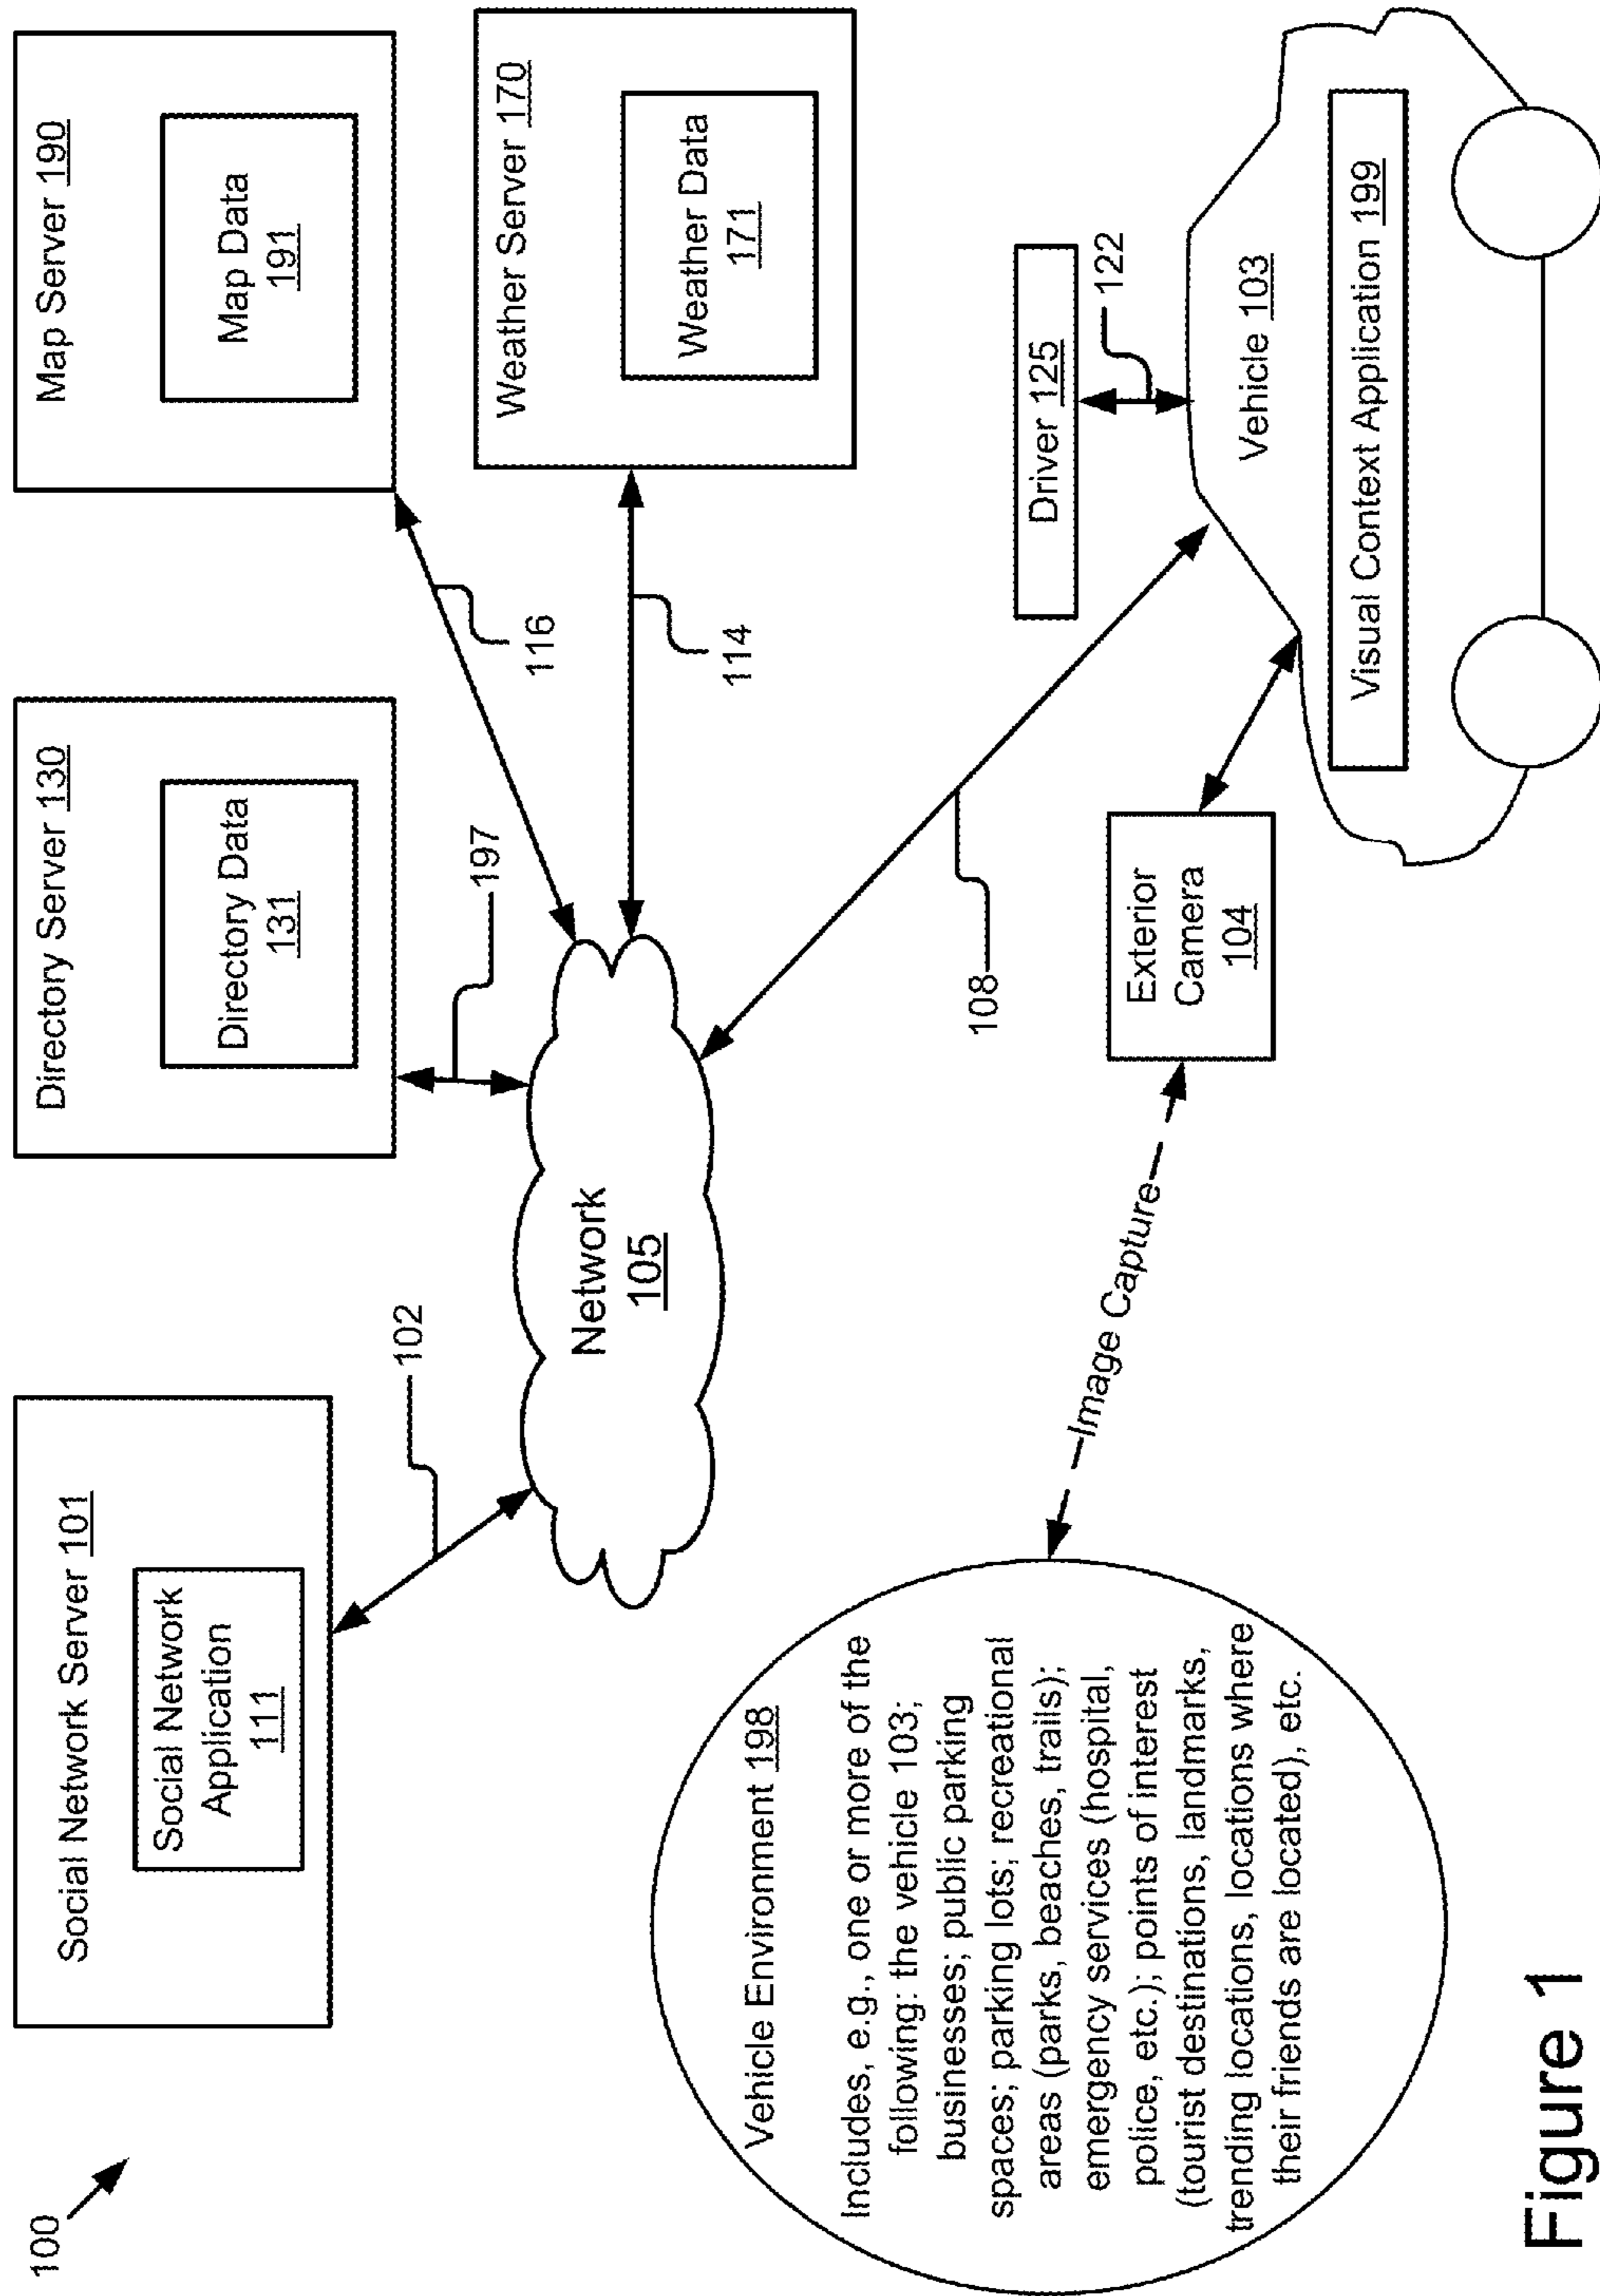 100
Social Network Server 101
Social Network
Application
111
102
Directory Server 130
Directory Data
131
197
Map Server 190
Map Data
191
116
Weather Server 170
Weather Data
171
114
Network
105
108
Driver 125
122
Vehicle 103
Visual Context Application 199
Exterior
Camera
104
Image Capture
Vehicle Environment 198
Includes, e.g., one or more of the
following: the vehicle 103;
businesses; public parking
spaces; parking lots; recreational
areas (parks, beaches, trails);
emergency services (hospital,
police, etc.); points of interest
(tourist destinations, landmarks,
trending locations, locations where
their friends are located), etc.
Figure 1